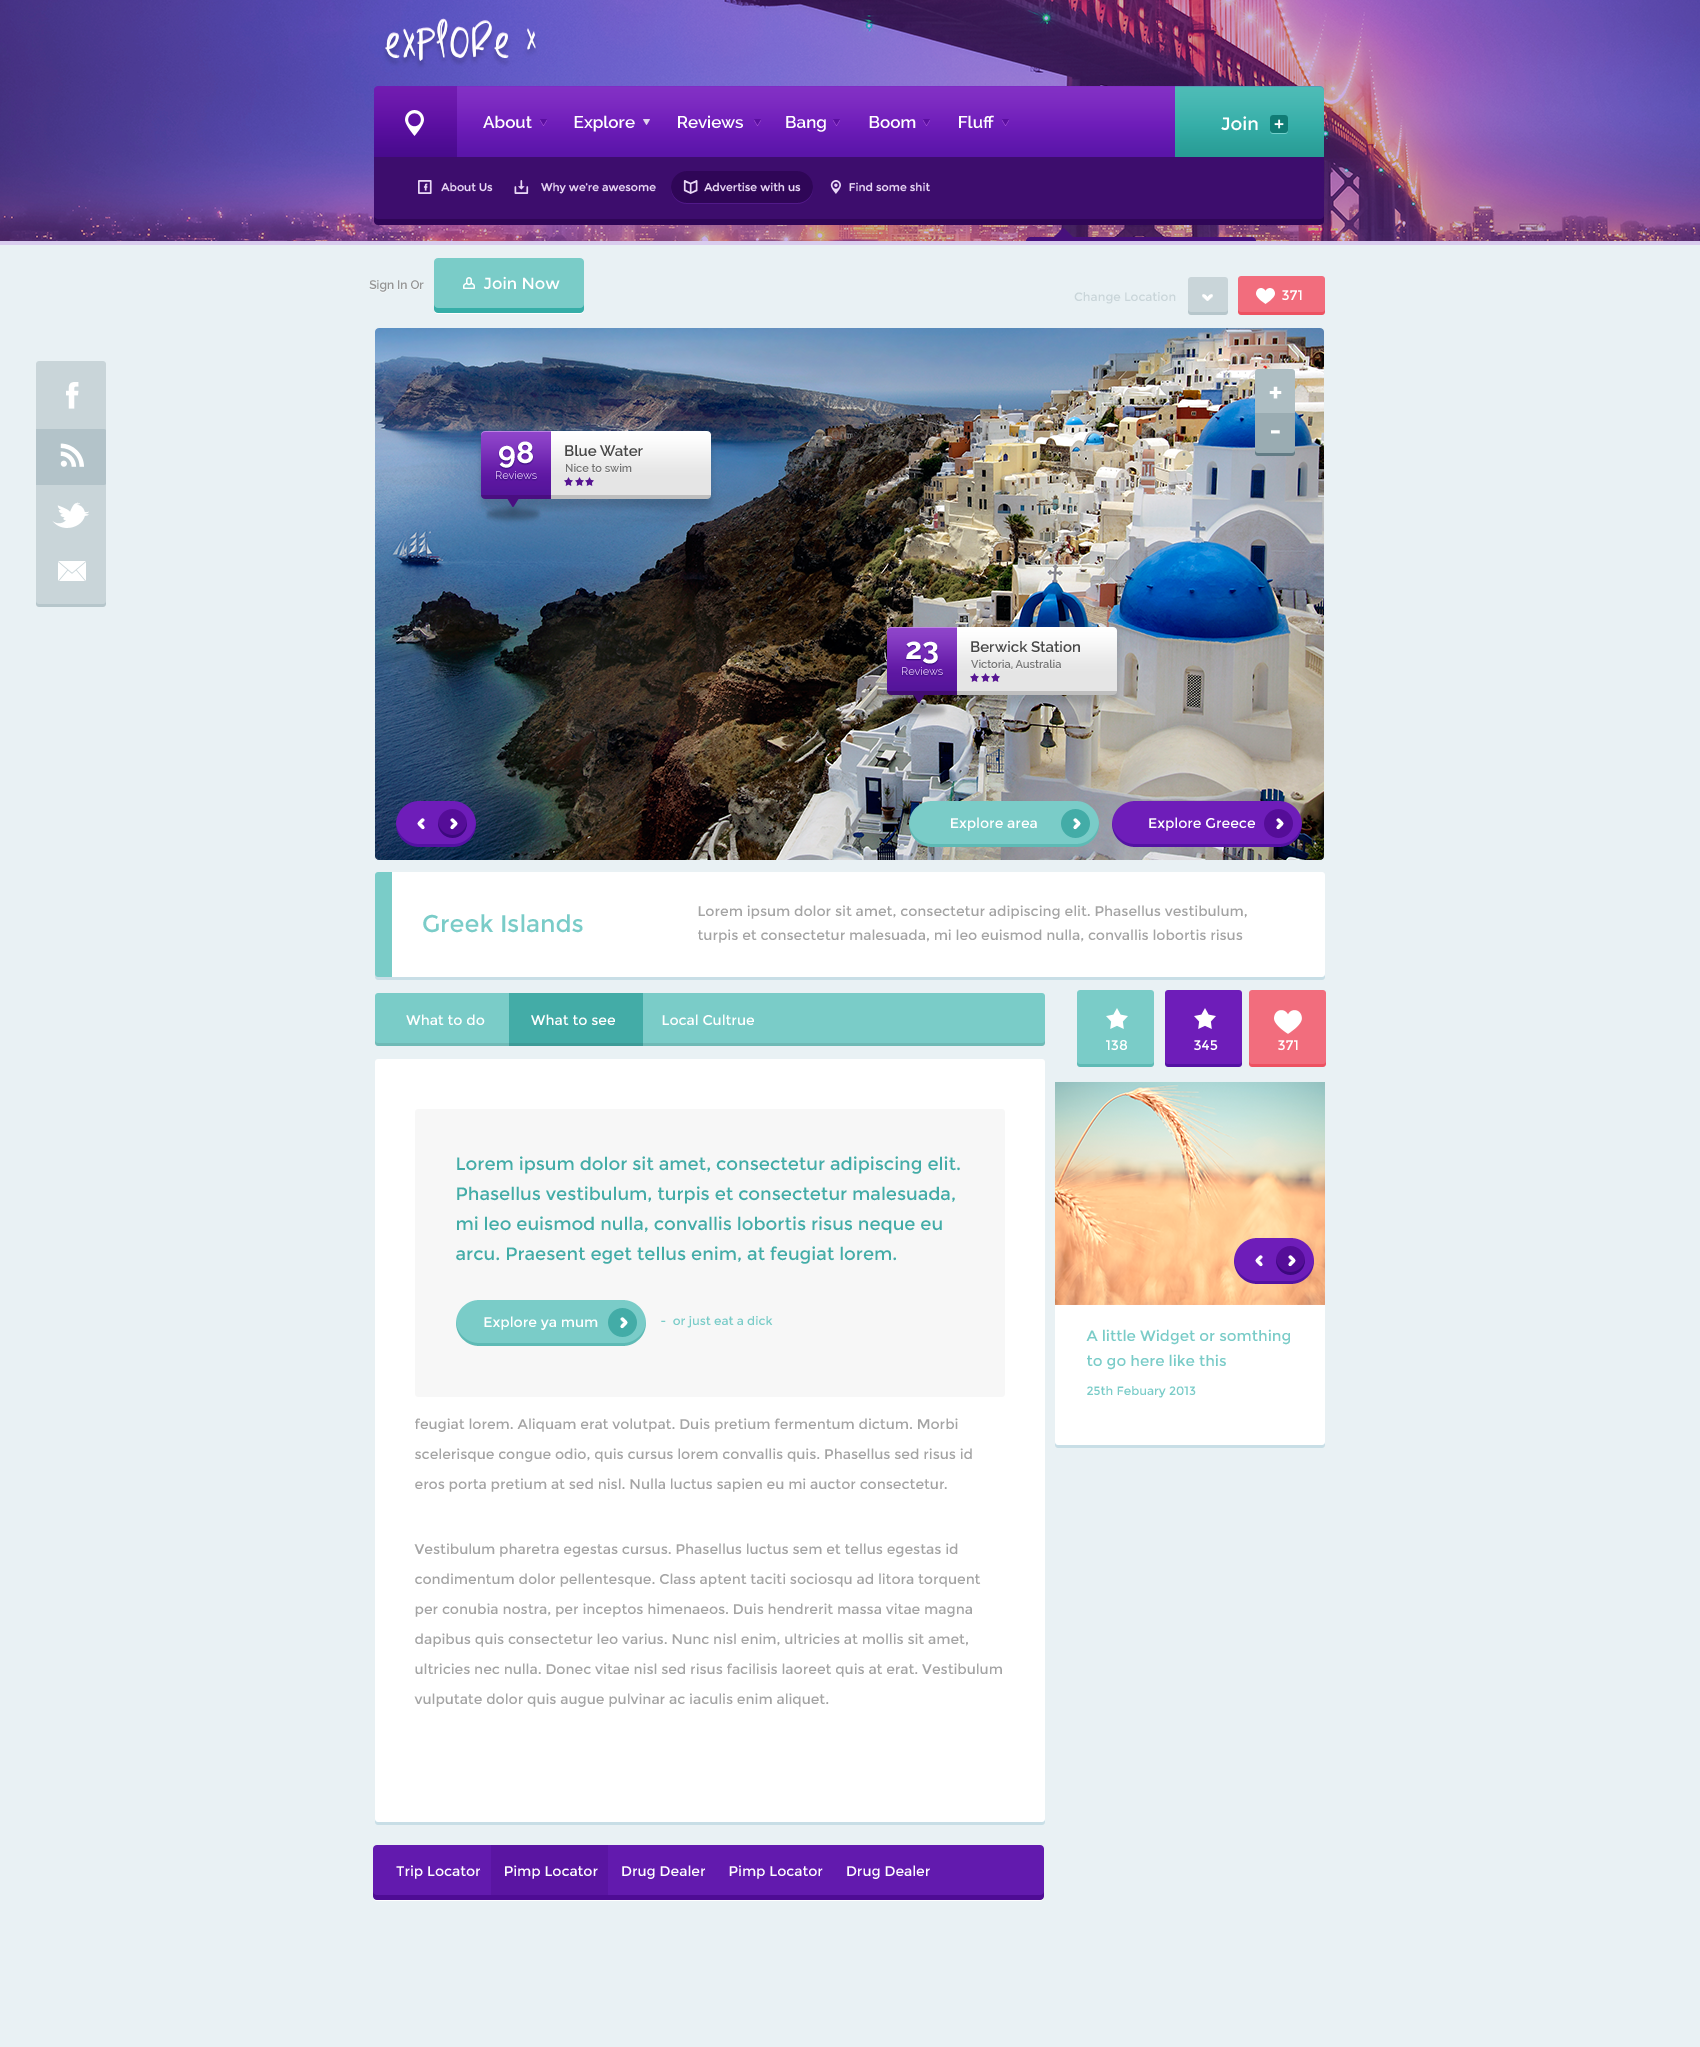 explore x
About
Explore
Reviews
Bang
Boom
Fluff
Join
About Us
Why we're awesome
Advertise with us
Find some shit
Sign In Or
Join Now
Change Location
371
98
Reviews
Blue Water
Nice to swim
23
Reviews
Berwick Station
Victoria, Australia
Explore area
Explore Greece
Greek Islands
Lorem ipsum dolor sit amet, consectetur adipiscing elit. Phasellus vestibulum,
turpis et consectetur malesuada, mi leo euismod nulla, convallis lobortis risus
What to do
What to see
Local Cultrue
138
345
371
Lorem ipsum dolor sit amet, consectetur adipiscing elit.
Phasellus vestibulum, turpis et consectetur malesuada,
mi leo euismod nulla, convallis lobortis risus neque eu
arcu. Praesent eget tellus enim, at feugiat lorem.
Explore ya mum
- or just eat a dick
A little Widget or somthing
to go here like this
25th Febuary 2013
feugiat lorem. Aliquam erat volutpat. Duis pretium fermentum dictum. Morbi
scelerisque congue odio, quis cursus lorem convallis quis. Phasellus sed risus id
eros porta pretium at sed nisl. Nulla luctus sapien eu mi auctor consectetur.
Vestibulum pharetra egestas cursus. Phasellus luctus sem et tellus egestas id
condimentum dolor pellentesque. Class aptent taciti sociosqu ad litora torquent
per conubia nostra, per inceptos himenaeos. Duis hendrerit massa vitae magna
dapibus quis consectetur leo varius. Nunc nisl enim, ultricies at mollis sit amet,
ultricies nec nulla. Donec vitae nisl sed risus facilisis laoreet quis at erat. Vestibulum
vulputate dolor quis augue pulvinar ac iaculis enim aliquet.
Trip Locator
Pimp Locator
Drug Dealer
Pimp Locator
Drug Dealer